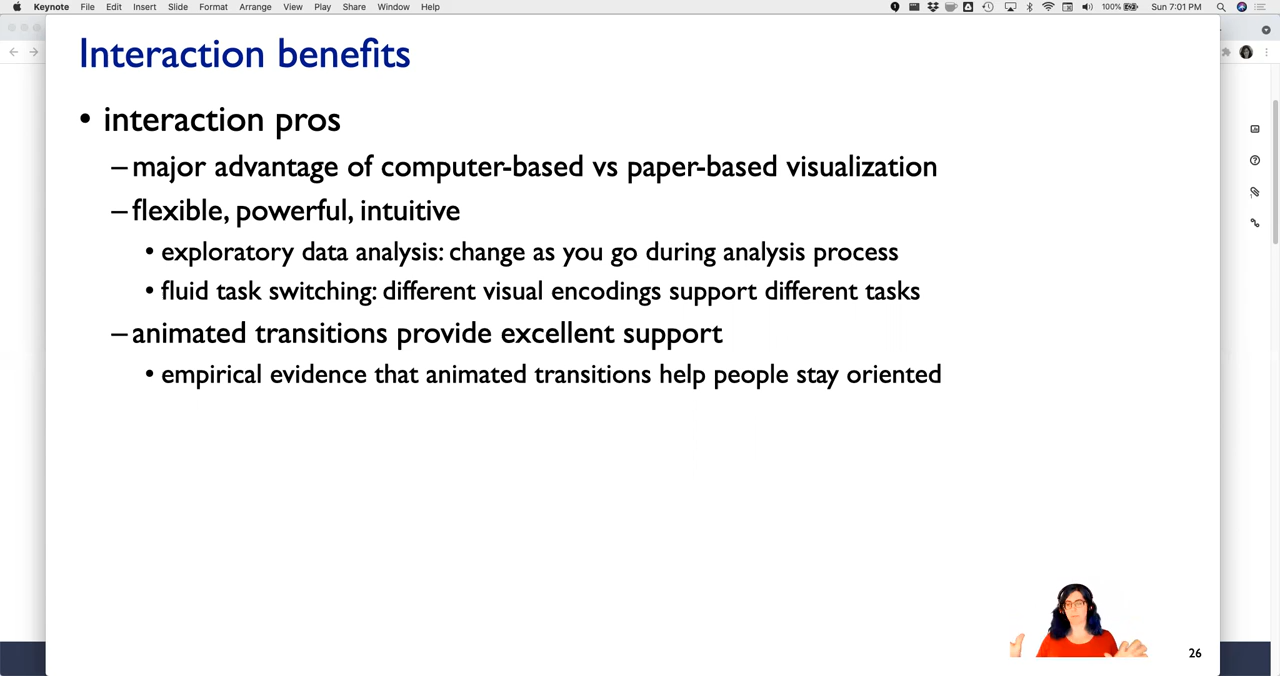 Keynote File Edit Insert Slide Format Arrange View Play Share Window Help 100% Sun 7:01 PM
Interaction benefits
• interaction pros
– major advantage of computer-based vs paper-based visualization
– flexible, powerful, intuitive
• exploratory data analysis: change as you go during analysis process
• fluid task switching: different visual encodings support different tasks
– animated transitions provide excellent support
• empirical evidence that animated transitions help people stay oriented
26